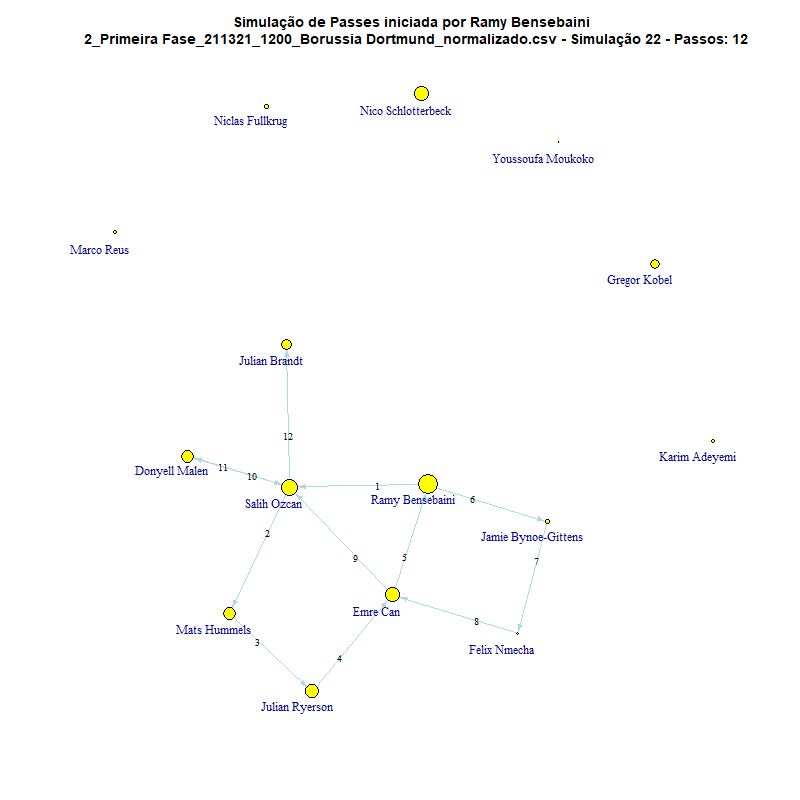 Simulação de Passes iniciada por Ramy Bensebaini
2_Primeira Fase_211321_1200_Borussia Dortmund_normalizado.csv - Simulação 22 - Passos: 12
Niclas Fullkrug
Nico Schlotterbeck
Youssoufa Moukoko
Marco Reus
Gregor Kobel
Julian Brandt
12
Karim Adeyemi
Donyell Malen
11
10
1
Salih Ozcan
Ramy Bensebaini
6
2
Jamie Bynoe-Gittens
9
5
7
Emre Can
Mats Hummels
8
3
Felix Nmecha
4
Julian Ryerson